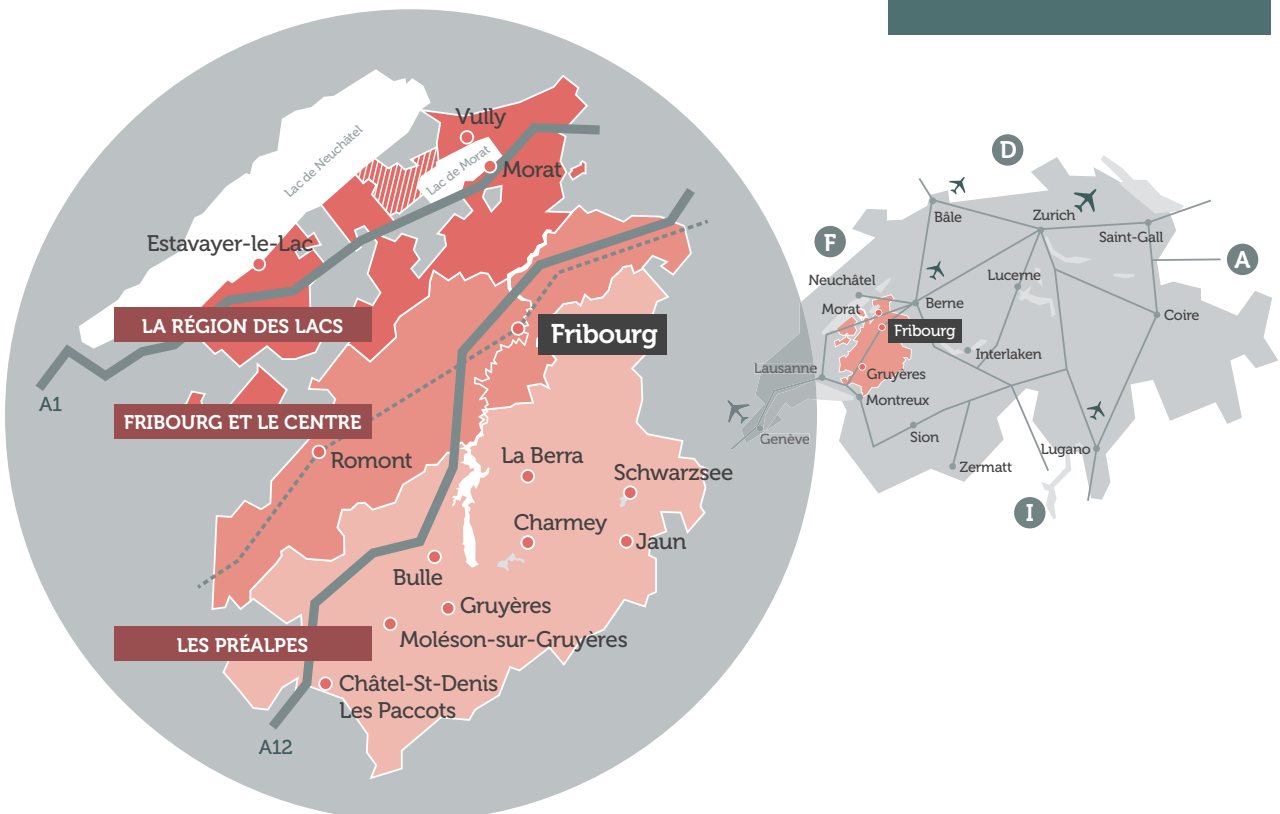 Vully
Lac de Neuchâtel
Lac de Morat
Morat
Estavayer-le-Lac
LA RÉGION DES LACS
Fribourg
A1
FRIBOURG ET LE CENTRE
Romont
La Berra
Schwarzsee
Charmey
Jaun
Bulle
Gruyères
LES PRÉALPES
Moléson-sur-Gruyères
Châtel-St-Denis
Les Paccots
A12
D
Bâle
Zurich
Saint-Gall
F
A
Neuchâtel
Lucerne
Morat
Berne
Coire
Fribourg
Interlaken
Lausanne
Gruyères
Montreux
Genève
Sion
Lugano
Zermatt
I